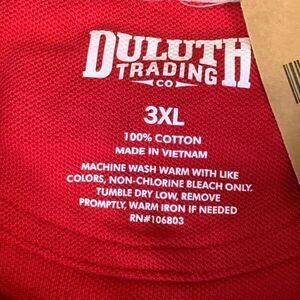 DULUTH
TRADING
CO
3XL
100% COTTON
MADE IN VIETNAM
MACHINE WASH WARM WITH LIKE
COLORS, NON-CHLORINE BLEACH ONLY.
TUMBLE DRY LOW, REMOVE
PROMPTLY, WARM IRON IF NEEDED
RN#106803